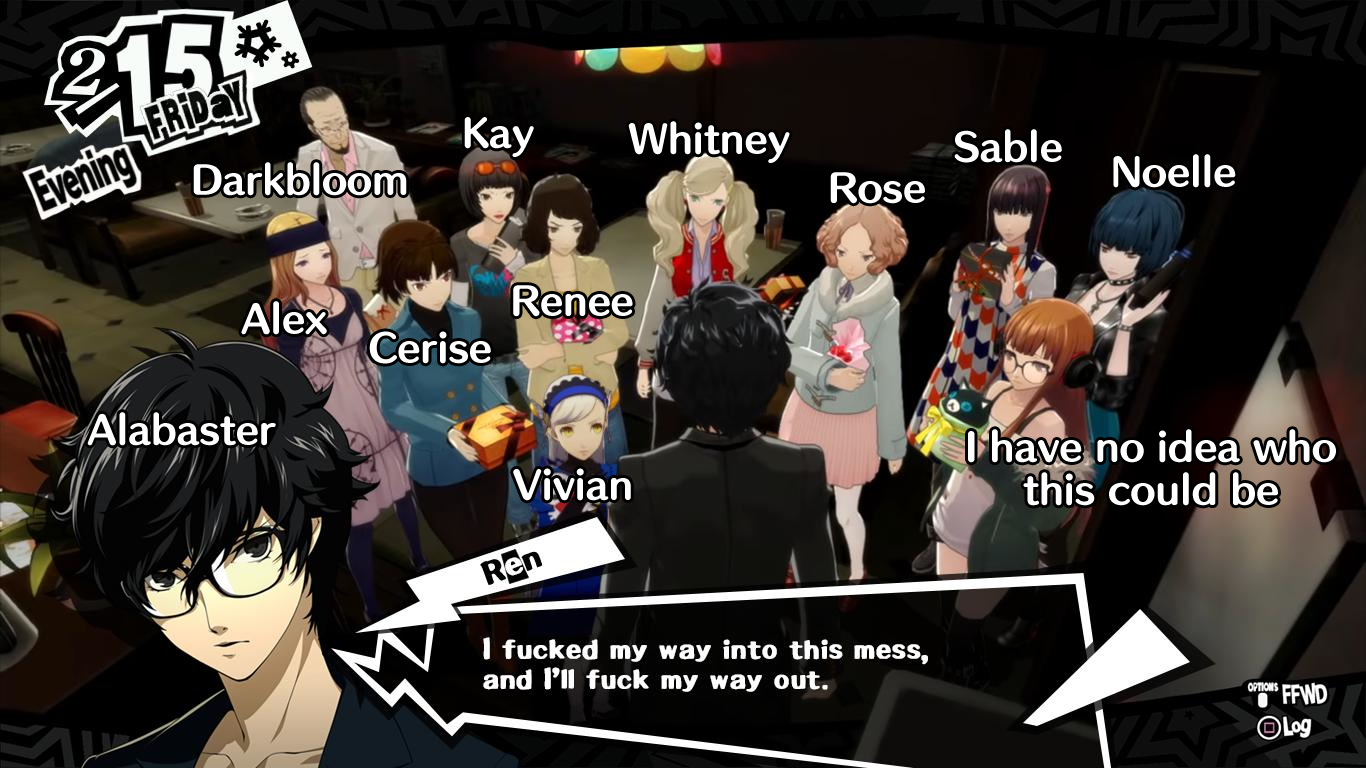 2 15
FRiDaY
Evening
Kay
Whitney
Sable
Noelle
Darkbloom
Rose
Renee
Alex
Cerise
Alabaster
Vivian
I have no idea who
this could be
Ren
I fucked my way into this mess,
and I'll fuck my way out.
OPTIONS FFWD
Log